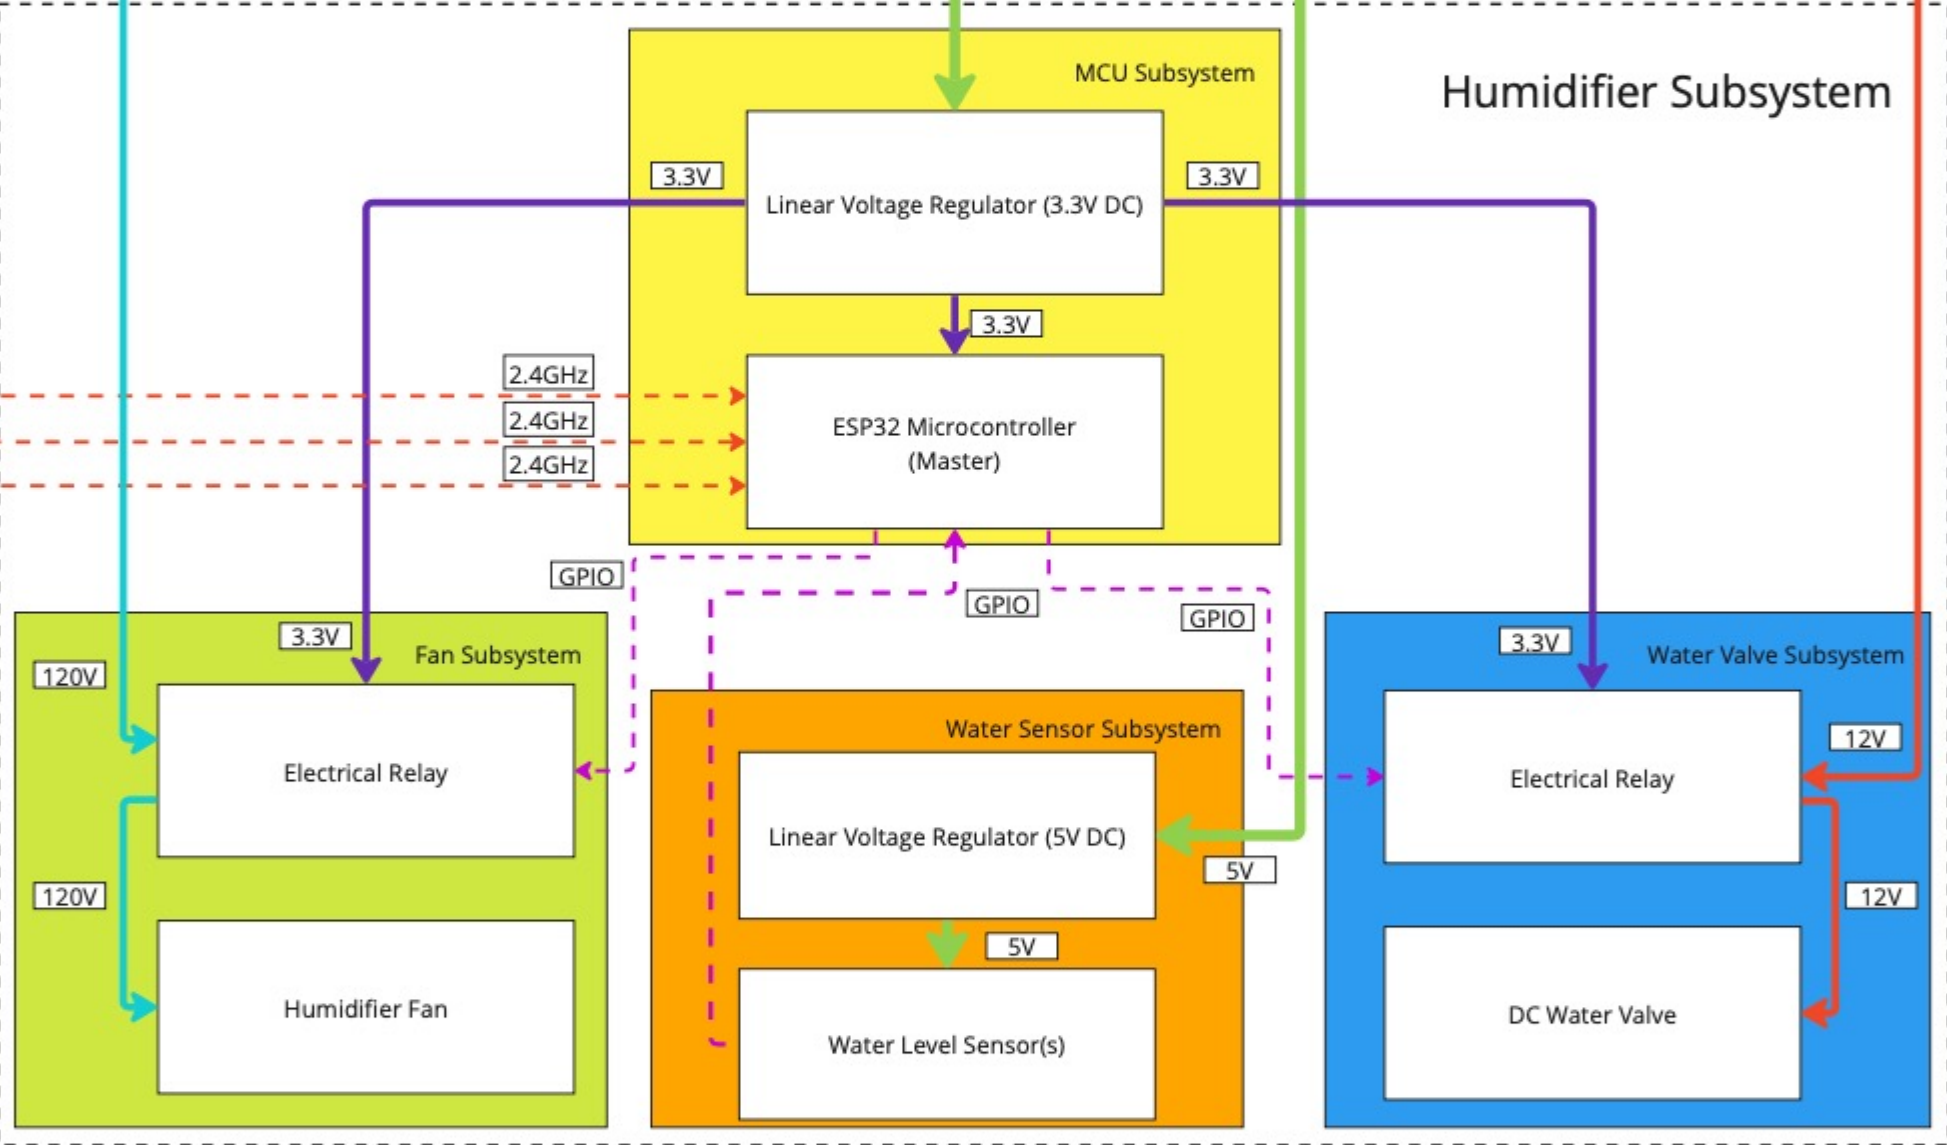 MCU Subsystem
Humidifier Subsystem
3.3V
3.3V
Linear Voltage Regulator (3.3V DC)
3.3V
2.4GHz
2.4GHz
2.4GHz
ESP32 Microcontroller
(Master)
GPIO
GPIO
GPIO
3.3V
Fan Subsystem
120V
Electrical Relay
120V
Humidifier Fan
Water Sensor Subsystem
Linear Voltage Regulator (5V DC)
5V
5V
Water Level Sensor(s)
3.3V
Water Valve Subsystem
12V
Electrical Relay
12V
DC Water Valve